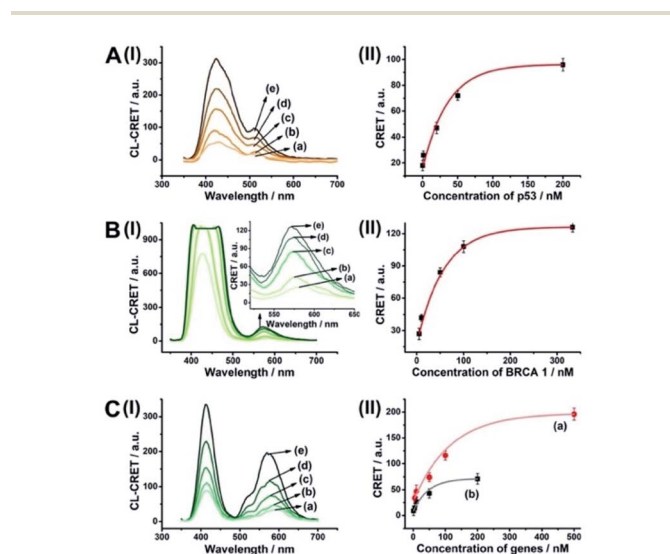 A (I)
CL-CRET / a.u.
300
200
100
0
(e)
(d)
(c)
(b)
(a)
300 400 500 600 700
Wavelength / nm
(II)
CRET / a.u.
100
80
60
40
20
0 50 100 150 200
Concentration of p53 / nM
B (I)
CL-CRET / a.u.
900
600
300
0
CRET / a.u.
120
90
60
30
0
(e)
(d)
(c)
(b)
(a)
550 600 650
Wavelength / nm
300 400 500 600 700
Wavelength / nm
(II)
CRET / a.u.
120
90
60
30
0 100 200 300
Concentration of BRCA 1 / nM
C (I)
CL-CRET / a.u.
300
200
100
0
(e)
(d)
(c)
(b)
(a)
300 400 500 600 700
Wavelength / nm
(II)
CRET / a.u.
200
150
100
50
0
(a)
(b)
0 100 200 300 400 500
Concentration of genes / nM